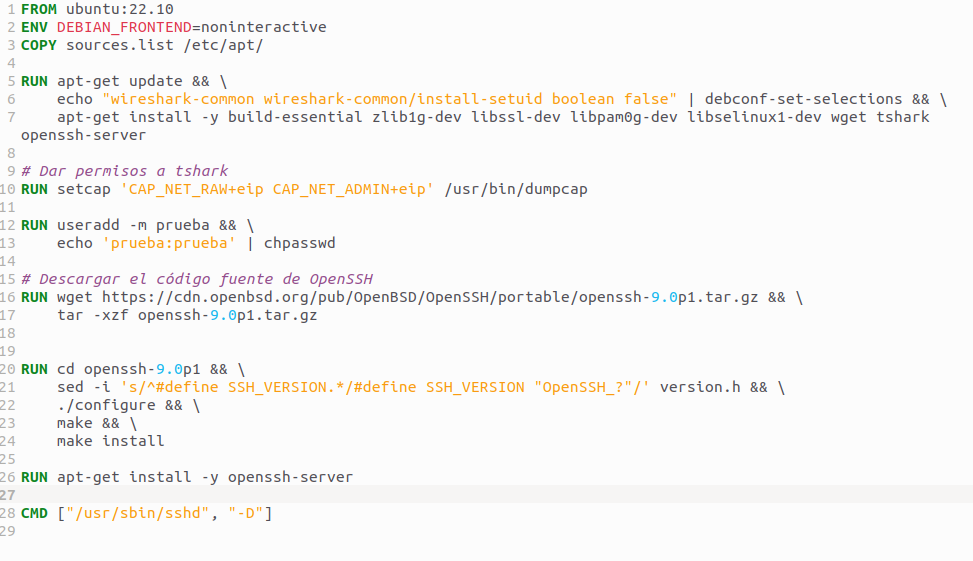 1 FROM ubuntu:22.10
2 ENV DEBIAN_FRONTEND=noninteractive
3 COPY sources.list /etc/apt/
4
5 RUN apt-get update && \
6     echo "wireshark-common wireshark-common/install-setuid boolean false" | debconf-set-selections && \
7     apt-get install -y build-essential zlib1g-dev libssl-dev libpam0g-dev libselinux1-dev wget tshark
openssh-server
8
9 # Dar permisos a tshark
10 RUN setcap 'CAP_NET_RAW+eip CAP_NET_ADMIN+eip' /usr/bin/dumpcap
11
12 RUN useradd -m prueba && \
13     echo 'prueba:prueba' | chpasswd
14
15 # Descargar el código fuente de OpenSSH
16 RUN wget https://cdn.openbsd.org/pub/OpenBSD/OpenSSH/portable/openssh-9.0p1.tar.gz && \
17     tar -xzf openssh-9.0p1.tar.gz
18
19
20 RUN cd openssh-9.0p1 && \
21     sed -i 's/^#define SSH_VERSION.*/#define SSH_VERSION "OpenSSH_?"/' version.h && \
22     ./configure && \
23     make && \
24     make install
25
26 RUN apt-get install -y openssh-server
27
28 CMD ["/usr/sbin/sshd", "-D"]
29